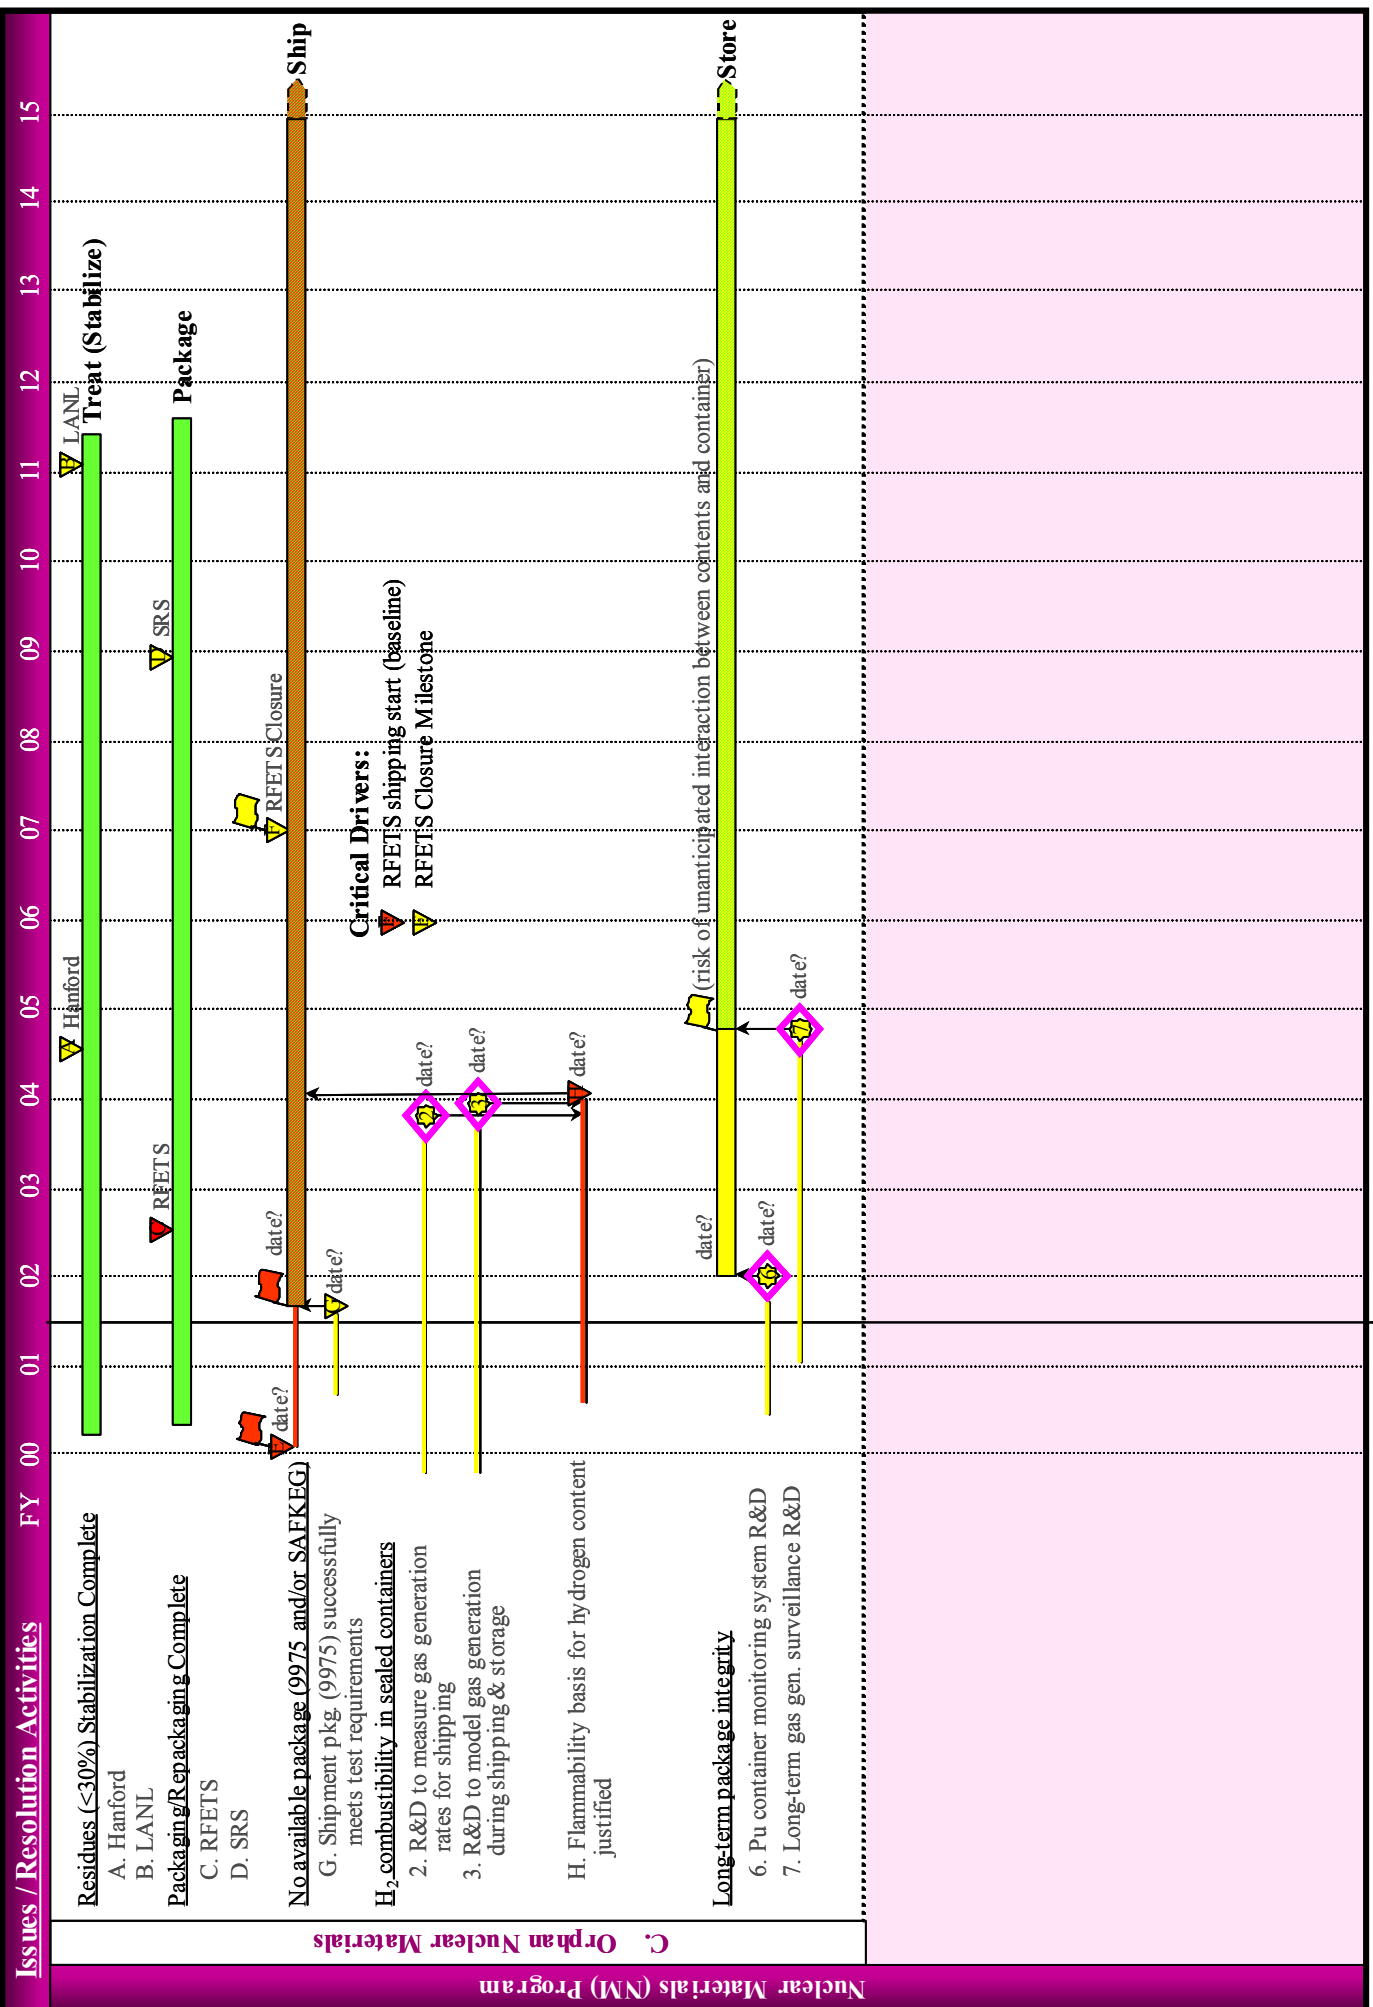 Issues / Resolution Activities
FY 00 01 02 03 04 05 06 07 08 09 10 11 12 13 14 15
Nuclear Materials (NM) Program
C. Orphan Nuclear Materials
Residues (<30%) Stabilization Complete
A. Hanford
B. LANL
A Hanford
B LANL
Treat (Stabilize)
Packaging/Repackaging Complete
C. RFETS
D. SRS
C RFETS
D SRS
Package
No available package (9975 and/or SAFKEG)
G. Shipment pkg. (9975) successfully
meets test requirements
date?
date?
G date?
RFETS Closure
Ship
Critical Drivers:
RFETS shipping start (baseline)
RFETS Closure Milestone
H2 combustibility in sealed containers
2. R&D to measure gas generation
rates for shipping
2 date?
3. R&D to model gas generation
during shipping & storage
3 date?
H. Flammability basis for hydrogen content
justified
H date?
Long-term package integrity
date?
(risk of unanticipated interaction between contents and container)
Store
6. Pu container monitoring system R&D
6 date?
7. Long-term gas gen. surveillance R&D
7 date?